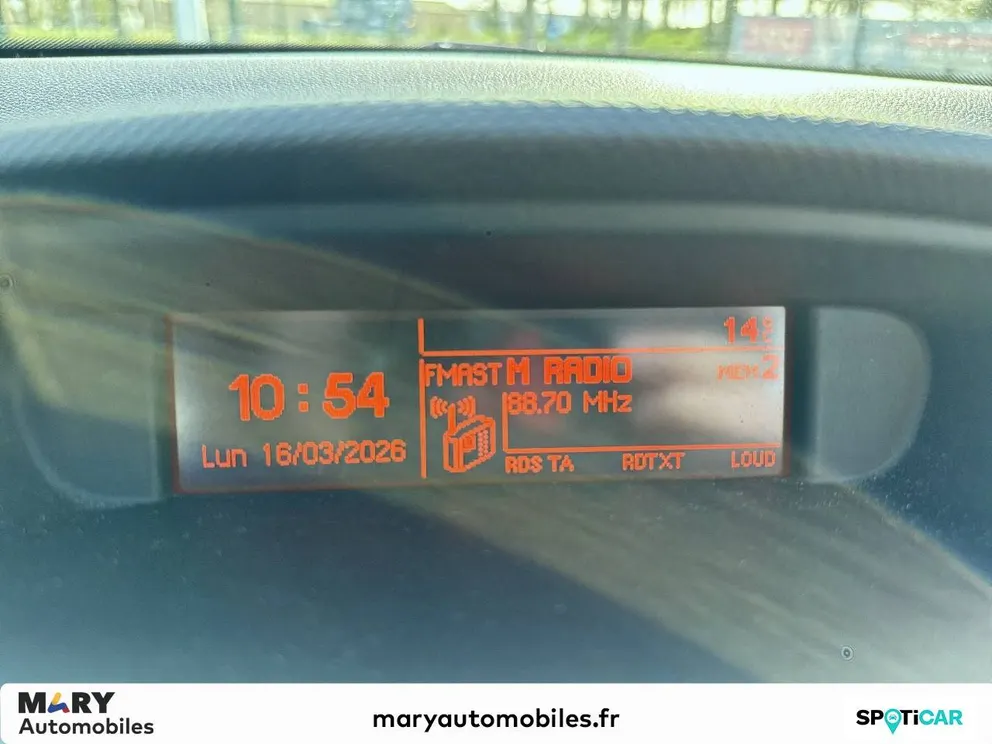 14°C
FMAST M RADIO MEM.2
10:54
88.70 MHz
Lun 16/03/2026
RDS TA RDTXT LOUD
MARY
Automobiles
maryautomobiles.fr
SPOTiCAR